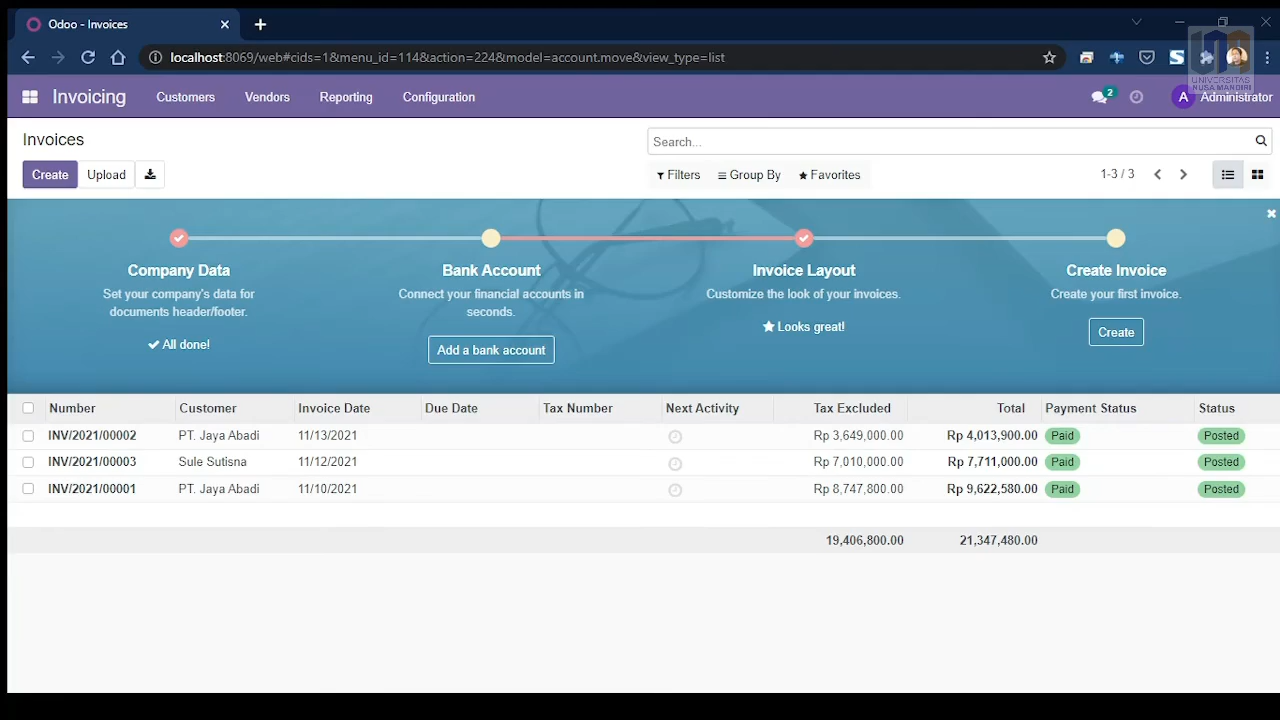 Odoo - Invoices
localhost:8069/web#cids=1&menu_id=114&action=224&model=account.move&view_type=list
UNIVERSITAS
NUSA MANDIRI
Invoicing Customers Vendors Reporting Configuration 2 A Administrator
Invoices Search...
Create Upload Filters Group By Favorites 1-3 / 3
Company Data Bank Account Invoice Layout Create Invoice
Set your company's data for Connect your financial accounts in Customize the look of your invoices. Create your first invoice.
documents header/footer. seconds.
Looks great! Create
All done! Add a bank account
Number Customer Invoice Date Due Date Tax Number Next Activity Tax Excluded Total Payment Status Status
INV/2021/00002 PT. Jaya Abadi 11/13/2021 Rp 3,649,000.00 Rp 4,013,900.00 Paid Posted
INV/2021/00003 Sule Sutisna 11/12/2021 Rp 7,010,000.00 Rp 7,711,000.00 Paid Posted
INV/2021/00001 PT. Jaya Abadi 11/10/2021 Rp 8,747,800.00 Rp 9,622,580.00 Paid Posted
19,406,800.00 21,347,480.00